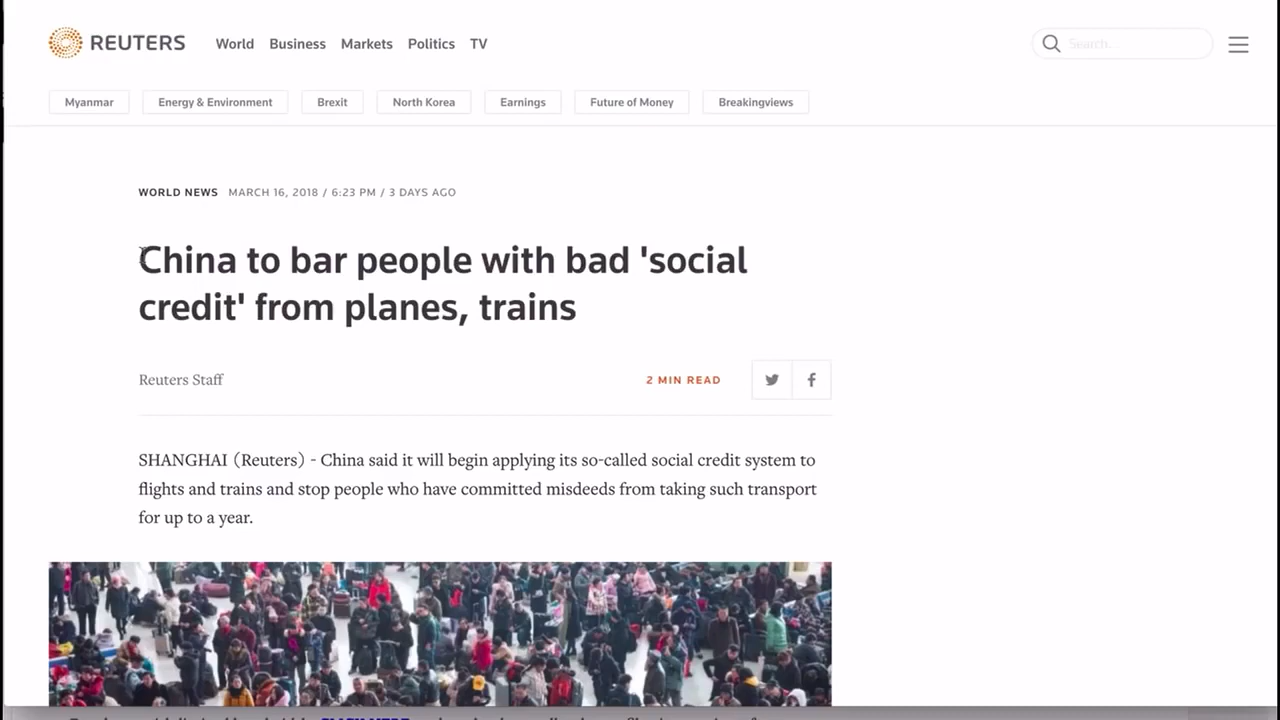 REUTERS World Business Markets Politics TV Search...
Myanmar Energy & Environment Brexit North Korea Earnings Future of Money Breakingviews
WORLD NEWS MARCH 16, 2018 / 6:23 PM / 3 DAYS AGO
China to bar people with bad 'social
credit' from planes, trains
Reuters Staff 2 MIN READ
SHANGHAI (Reuters) - China said it will begin applying its so-called social credit system to
flights and trains and stop people who have committed misdeeds from taking such transport
for up to a year.